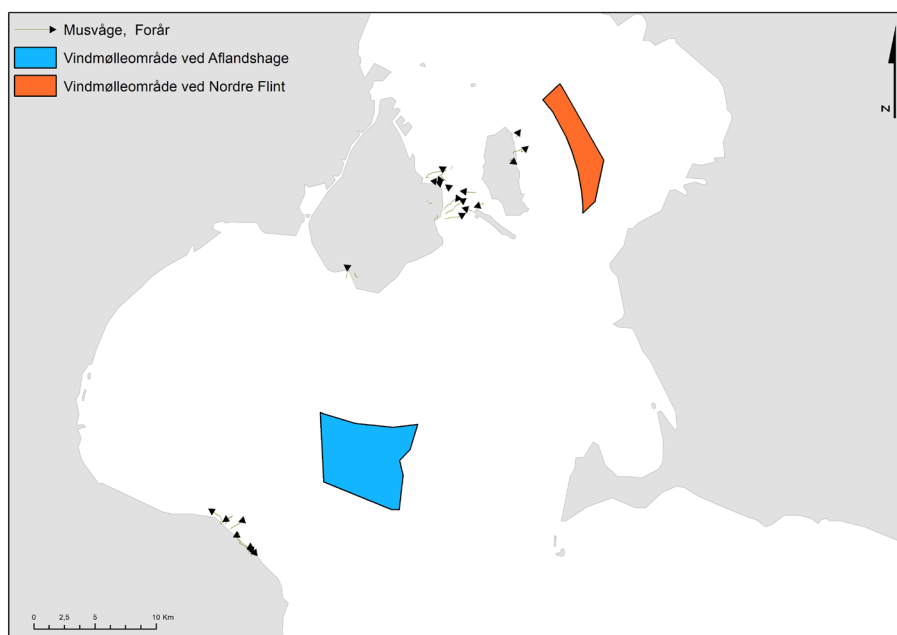 Musvåge, Forår
Vindmølleområde ved Aflandshage
Vindmølleområde ved Nordre Flint
N
0 2,5 5 10 Km